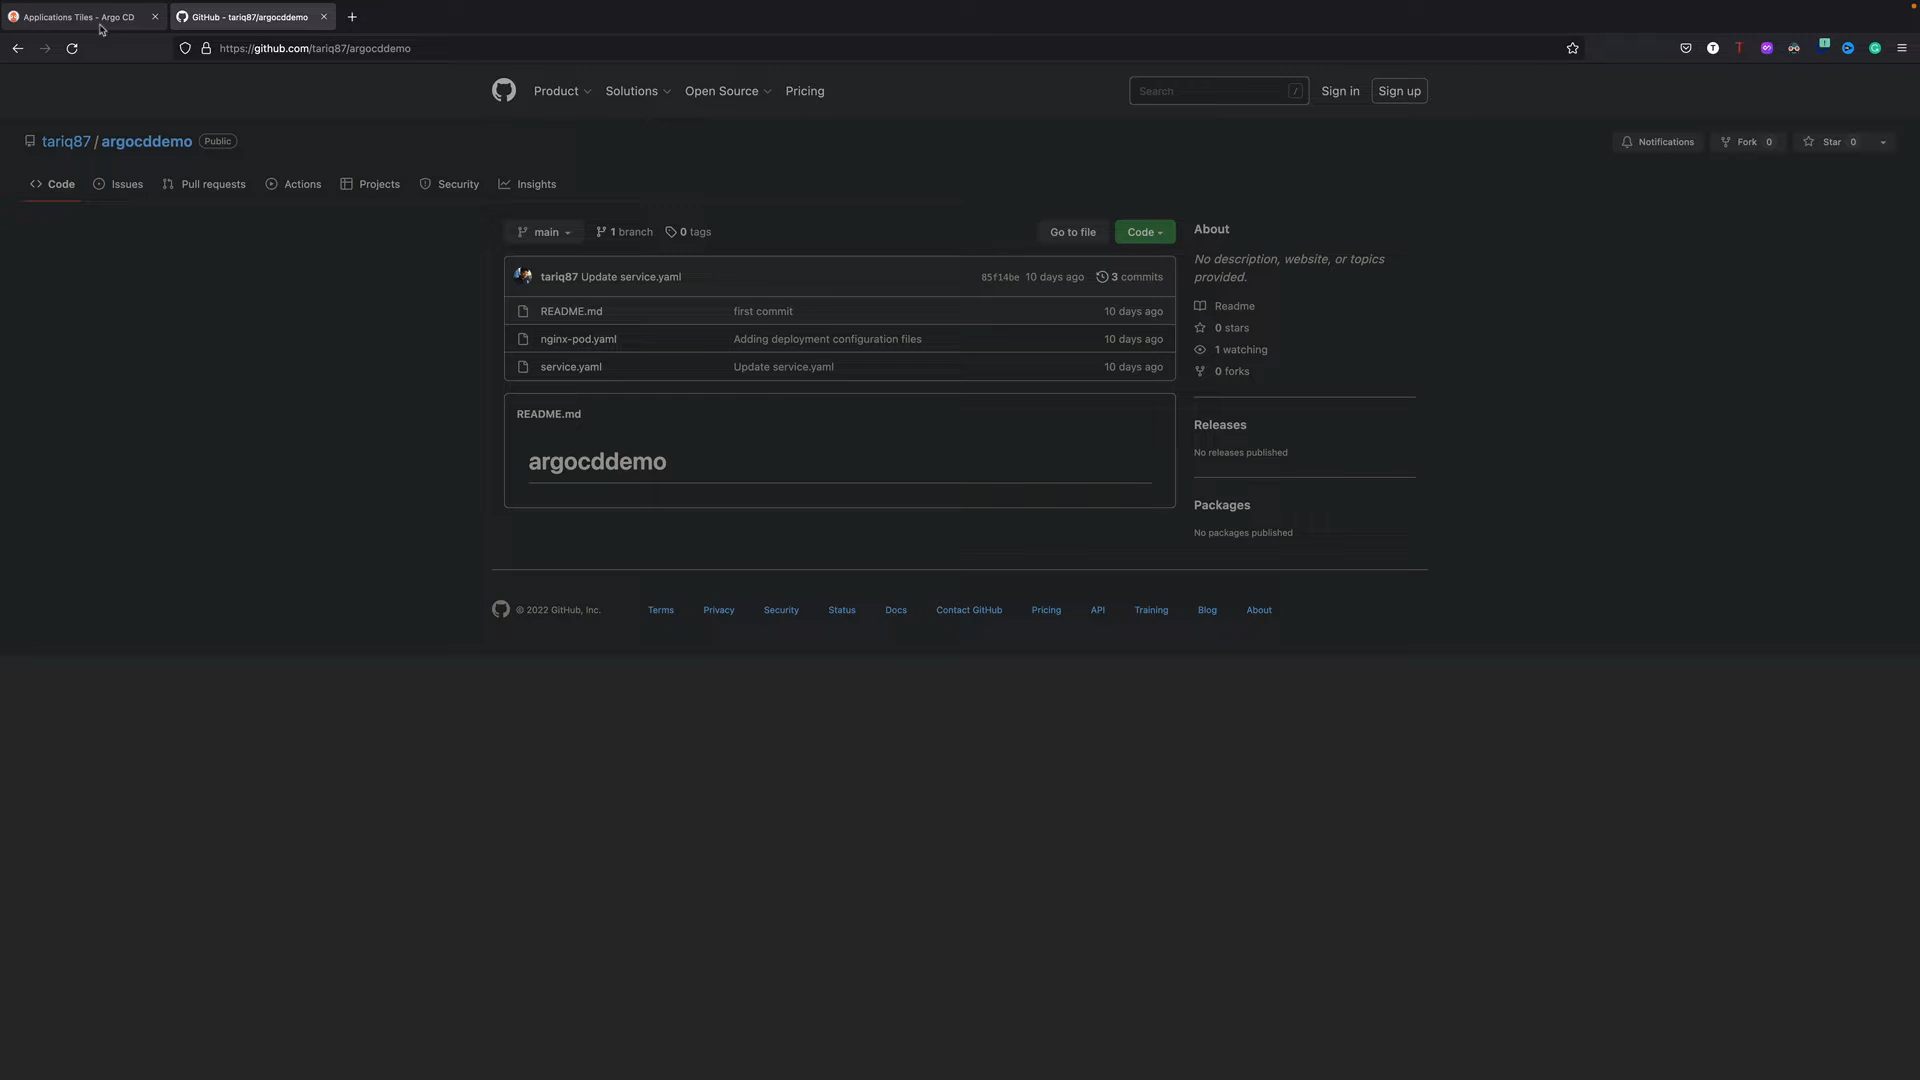 Applications Tiles - Argo CD
GitHub - tariq87/argocddemo
https://github.com/tariq87/argocddemo
Product
Solutions
Open Source
Pricing
Search
/
Sign in
Sign up
tariq87 / argocddemo
Public
Notifications
Fork 0
Star 0
Code
Issues
Pull requests
Actions
Projects
Security
Insights
main
1 branch
0 tags
Go to file
Code
tariq87 Update service.yaml
85f14be 10 days ago
3 commits
README.md
first commit
10 days ago
nginx-pod.yaml
Adding deployment configuration files
10 days ago
service.yaml
Update service.yaml
10 days ago
README.md
argocddemo
About
No description, website, or topics
provided.
Readme
0 stars
1 watching
0 forks
Releases
No releases published
Packages
No packages published
© 2022 GitHub, Inc.
Terms
Privacy
Security
Status
Docs
Contact GitHub
Pricing
API
Training
Blog
About